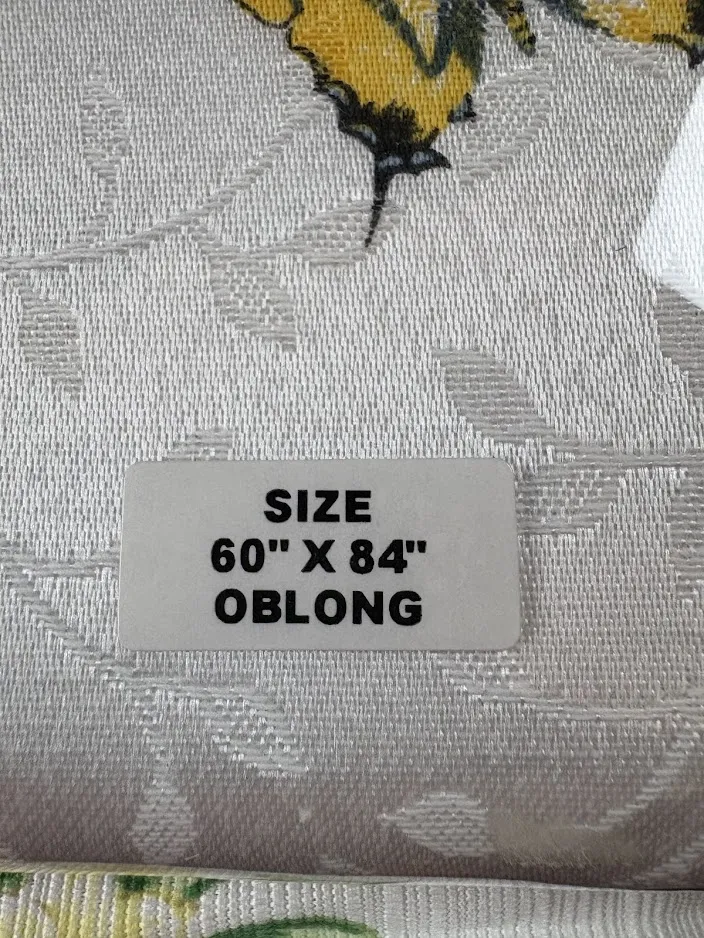 SIZE
60" X 84"
OBLONG